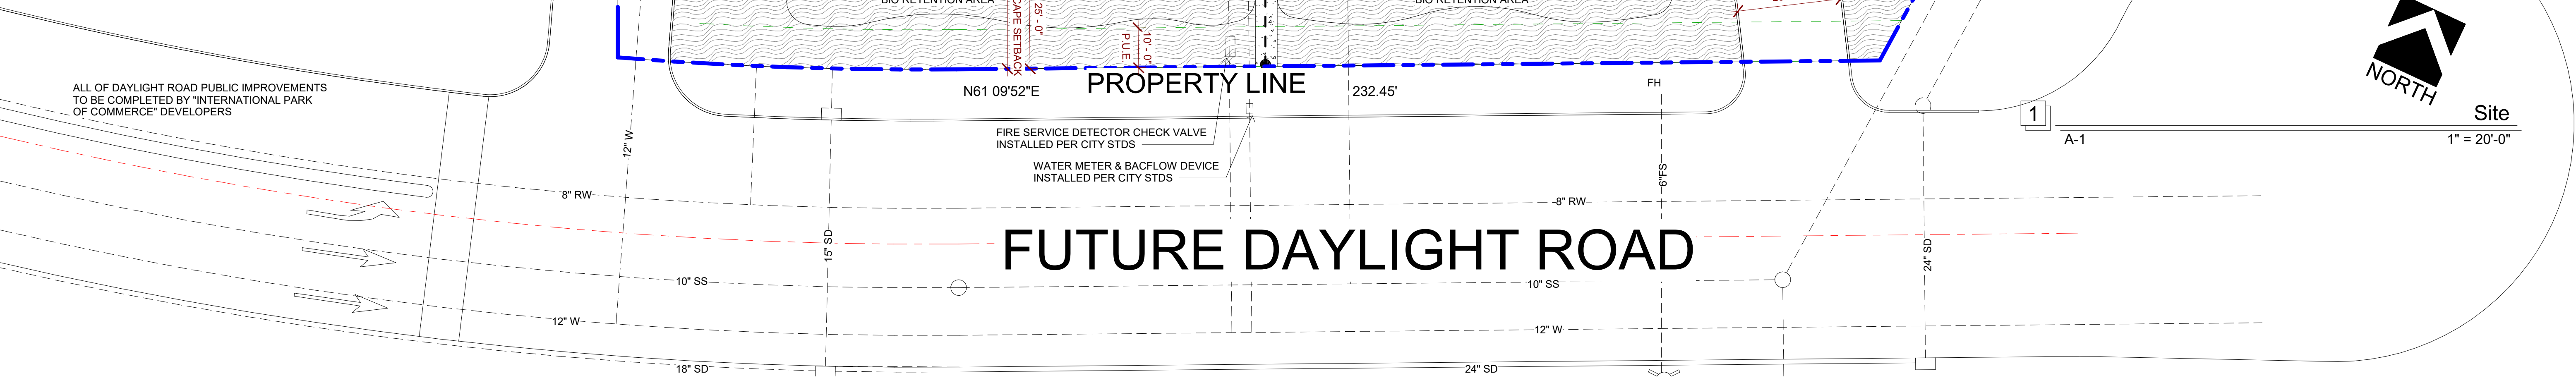 BIO RETENTION AREA
BIO RETENTION AREA
25' - 0"
CAPE SETBACK
10' - 0"
P.U.E.
ALL OF DAYLIGHT ROAD PUBLIC IMPROVEMENTS
TO BE COMPLETED BY "INTERNATIONAL PARK
OF COMMERCE" DEVELOPERS
N61 09'52"E
PROPERTY LINE
232.45'
FH
NORTH
1
Site
A-1
1" = 20'-0"
FIRE SERVICE DETECTOR CHECK VALVE
INSTALLED PER CITY STDS
WATER METER & BACFLOW DEVICE
INSTALLED PER CITY STDS
12" W
6"FS
8" RW
8" RW
15" SD
FUTURE DAYLIGHT ROAD
24" SD
10" SS
10" SS
12" W
12" W
18" SD
24" SD